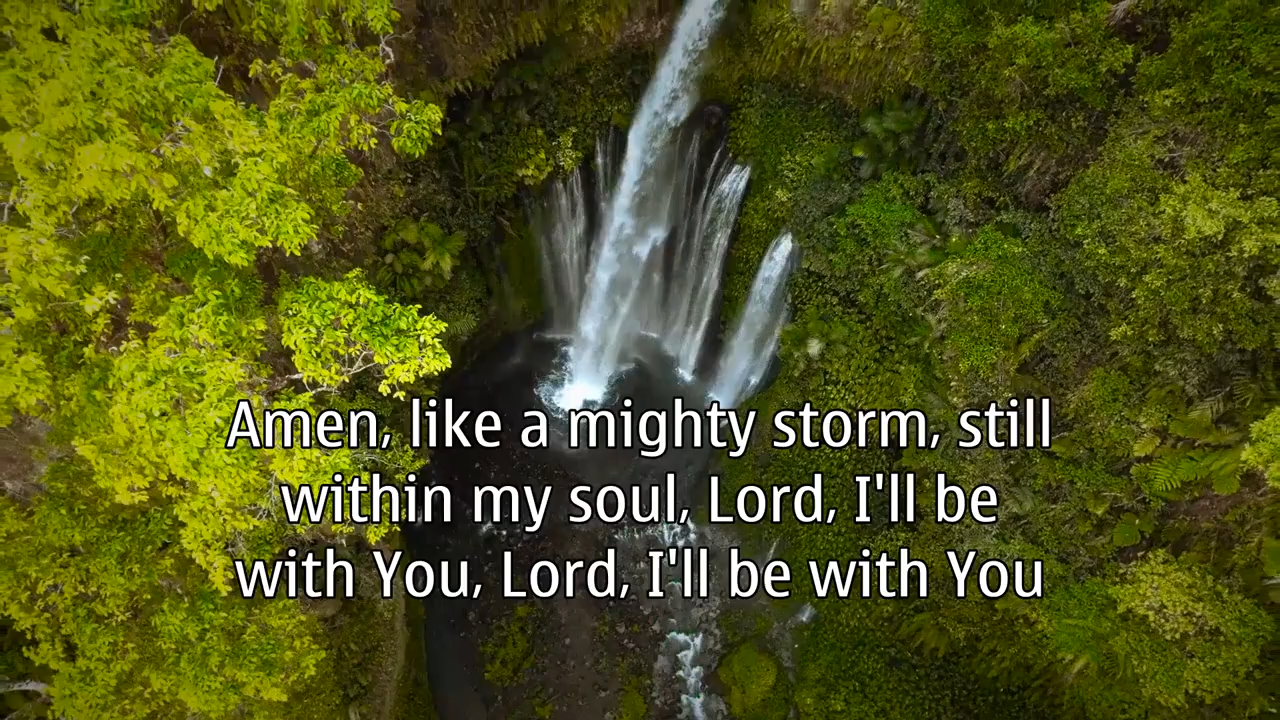 Amen, like a mighty storm, still
within my soul, Lord, I'll be
with You, Lord, I'll be with You